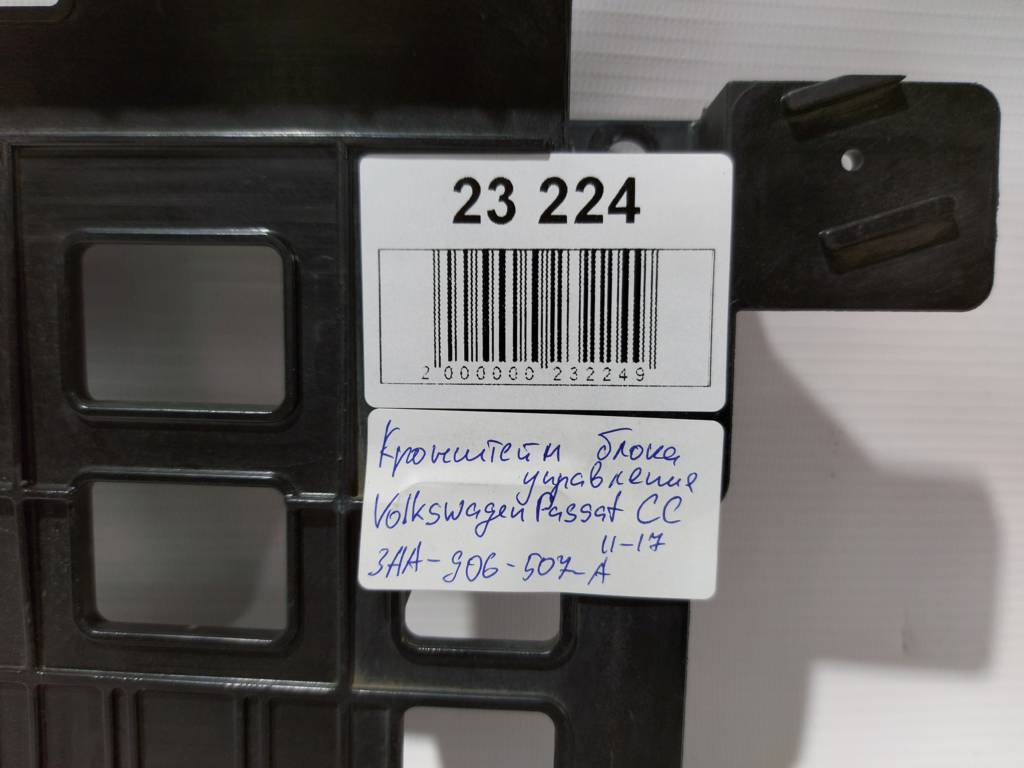 23 224
2 000000 232249
Кронштейн блока
управления
Volkswagen Passat CC
11-17
3AA-906-507-A